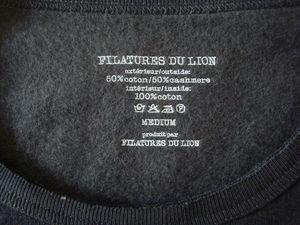 FILATURES DU LION
extérieur/outside:
50%coton/50%cashmere
intérieur/inside:
100%coton
MEDIUM
produit par
FILATURES DU LION